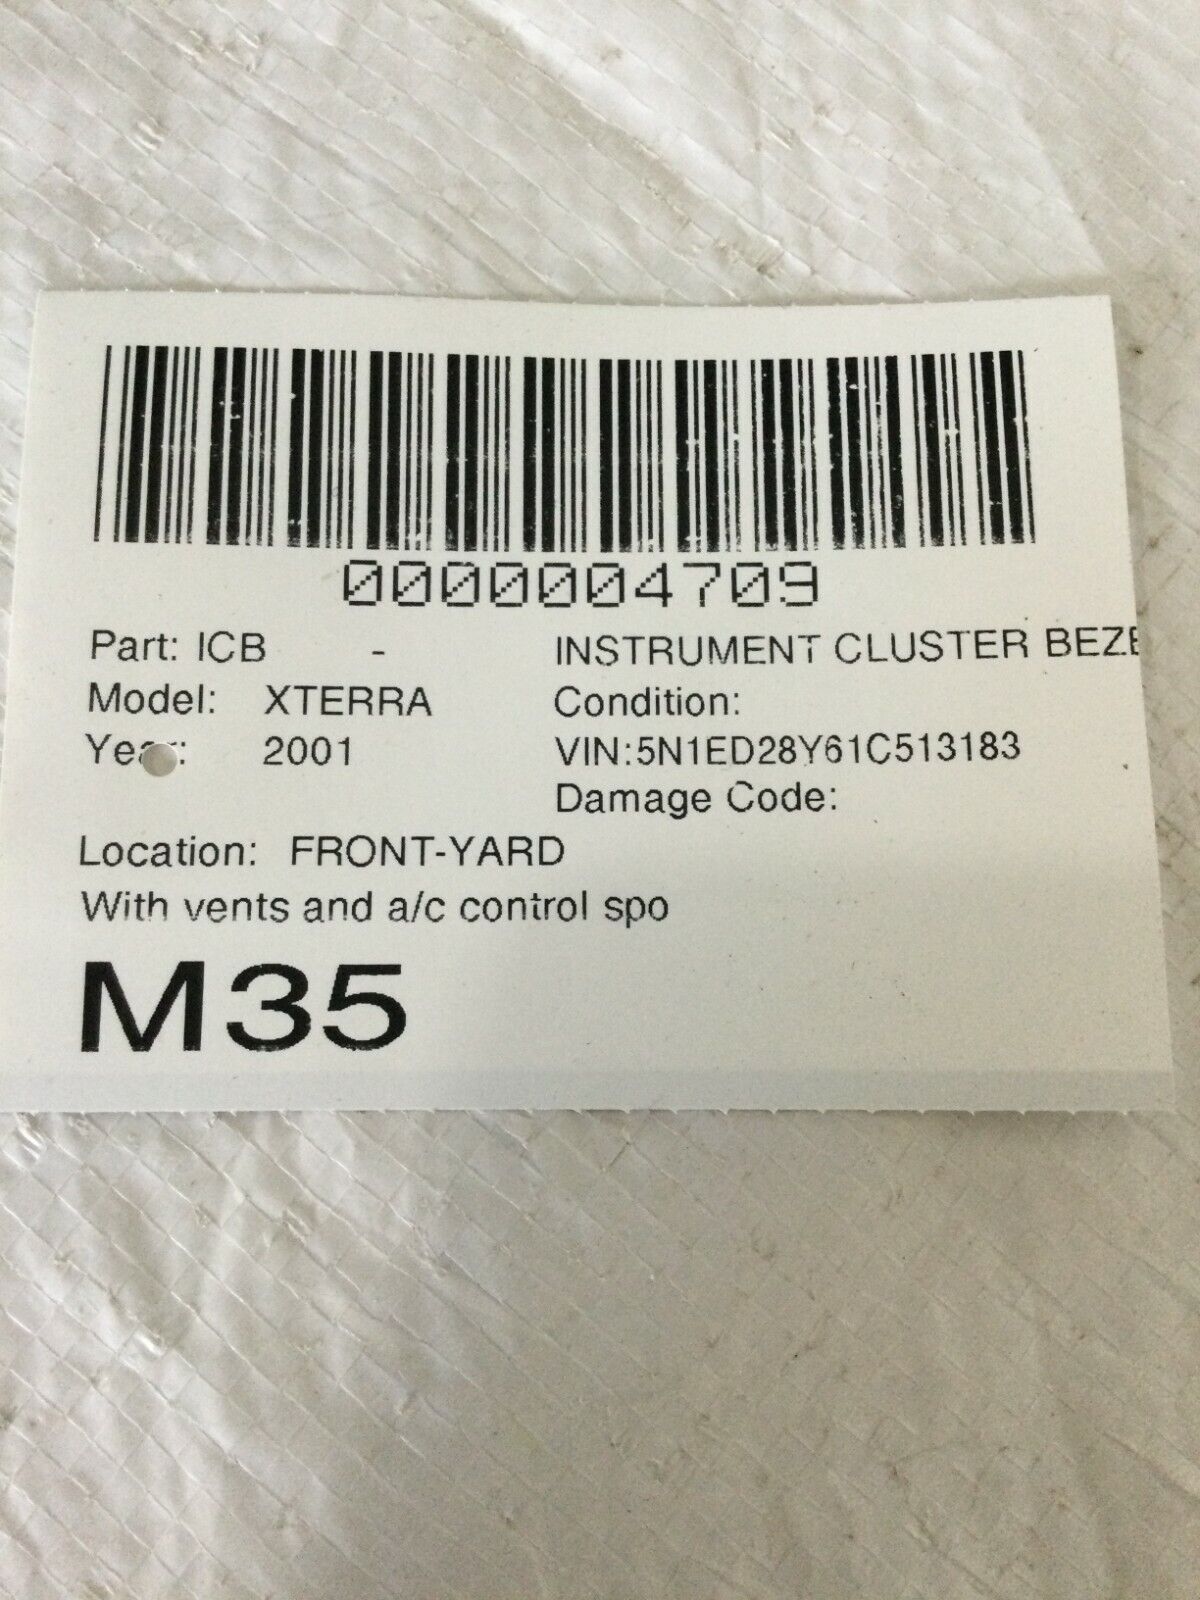 0000004709
Part: ICB - INSTRUMENT CLUSTER BEZE
Model: XTERRA Condition:
Year: 2001 VIN:5N1ED28Y61C513183
Damage Code:
Location: FRONT-YARD
With vents and a/c control spo
M35